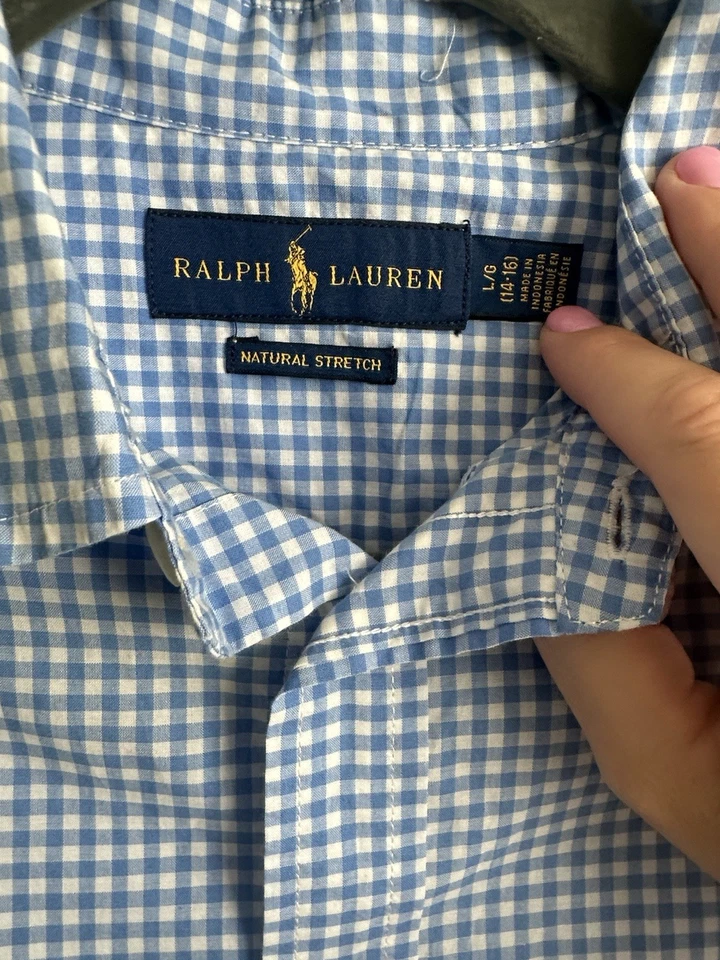 RALPH LAUREN
NATURAL STRETCH
L/G
(14-16)
MADE IN
INDONESIA
FABRIQUÉ EN
INDONÉSIE